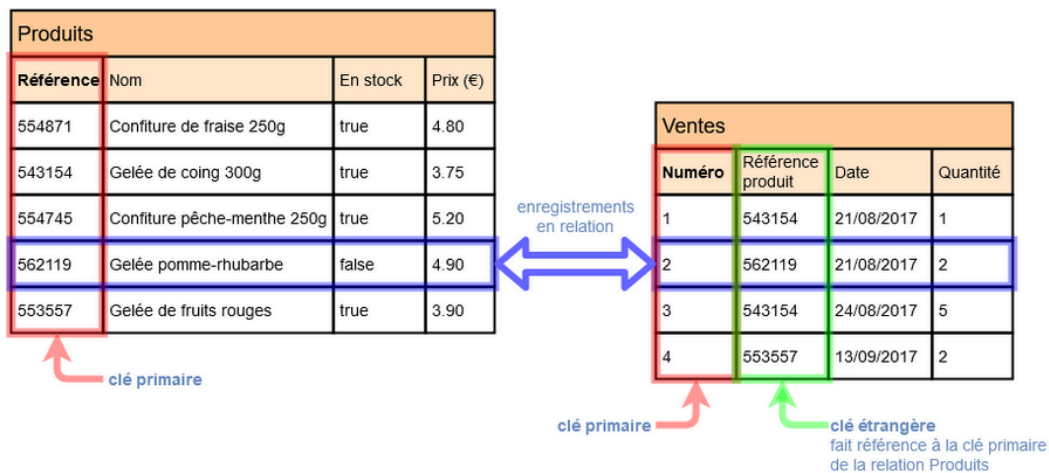 Produits
Référence Nom En stock Prix (€)
554871 Confiture de fraise 250g true 4.80
543154 Gelée de coing 300g true 3.75
554745 Confiture pêche-menthe 250g true 5.20
562119 Gelée pomme-rhubarbe false 4.90
553557 Gelée de fruits rouges true 3.90
clé primaire
enregistrements
en relation
Ventes
Numéro Référence produit Date Quantité
1 543154 21/08/2017 1
2 562119 21/08/2017 2
3 543154 24/08/2017 5
4 553557 13/09/2017 2
clé primaire
clé étrangère
fait référence à la clé primaire
de la relation Produits